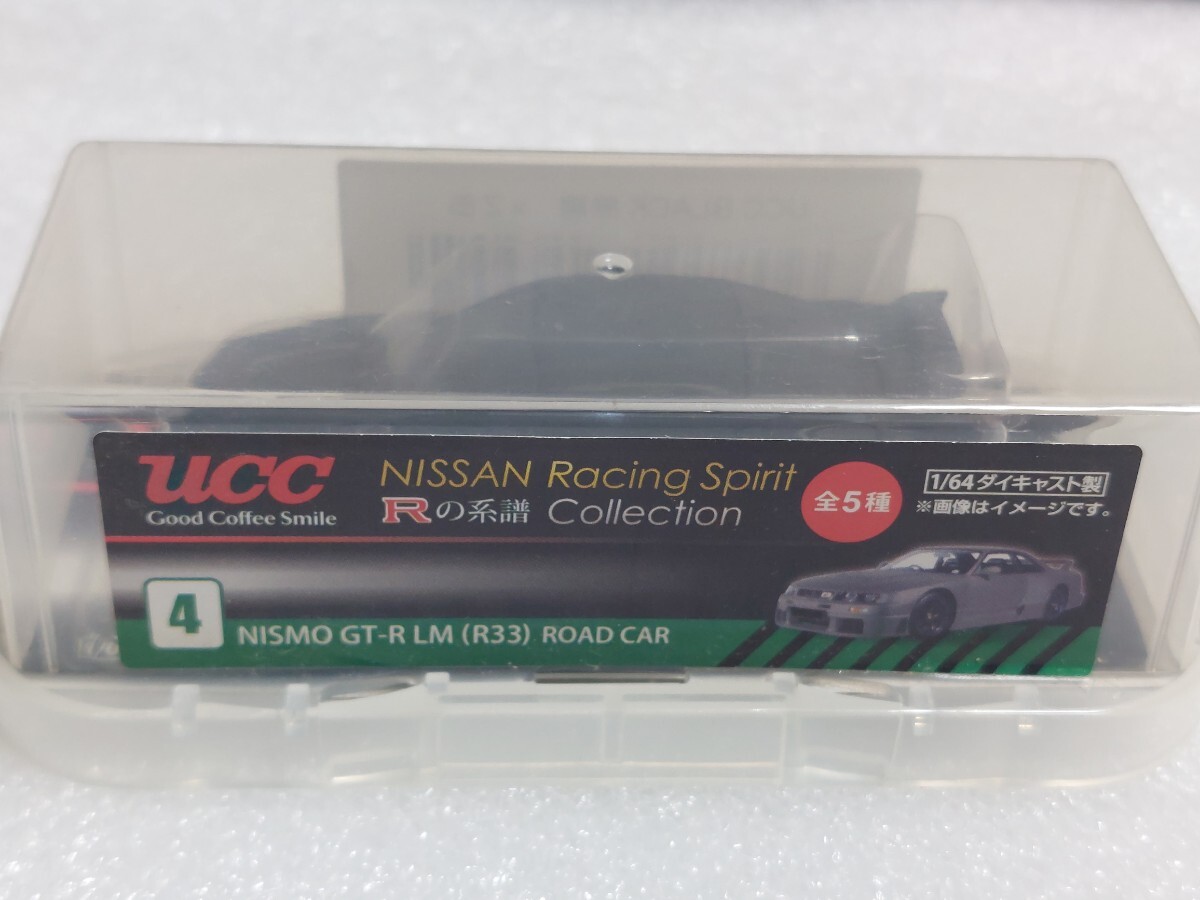 UCC BLACK
ucc
Good Coffee Smile
NISSAN Racing Spirit
Rの系譜 Collection
全5種
1/64ダイキャスト製
※画像はイメージです。
4
NISMO GT-R LM (R33) ROAD CAR